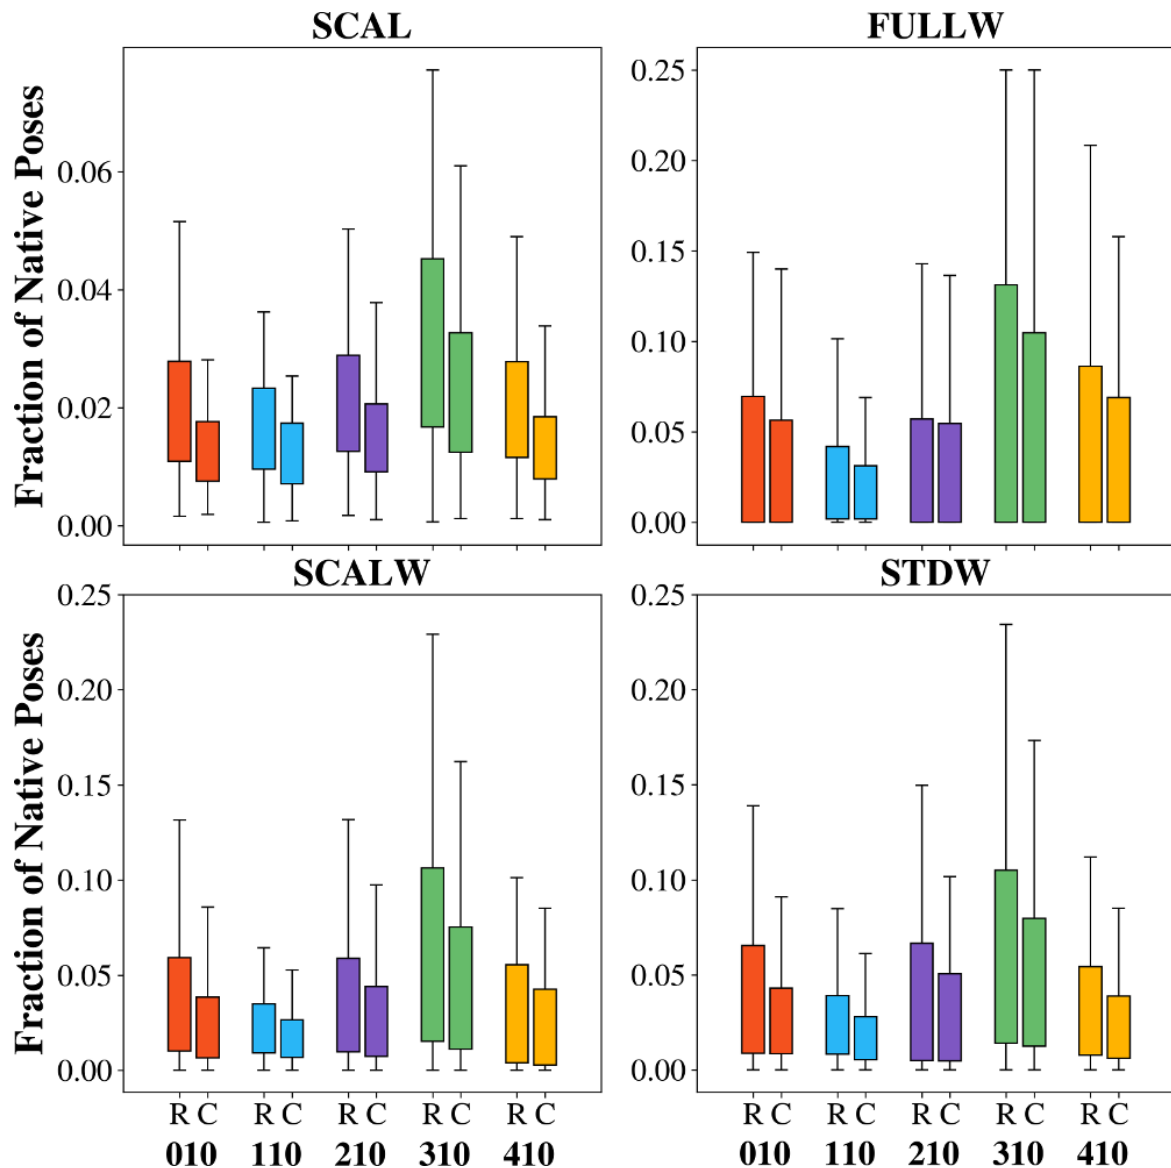 SCAL
FULLW
Fraction of Native Poses
0.06
0.04
0.02
0.00
0.25
0.20
0.15
0.10
0.05
0.00
SCALW
STDW
Fraction of Native Poses
0.25
0.20
0.15
0.10
0.05
0.00
0.25
0.20
0.15
0.10
0.05
0.00
R C R C R C R C R C
010 110 210 310 410
R C R C R C R C R C
010 110 210 310 410